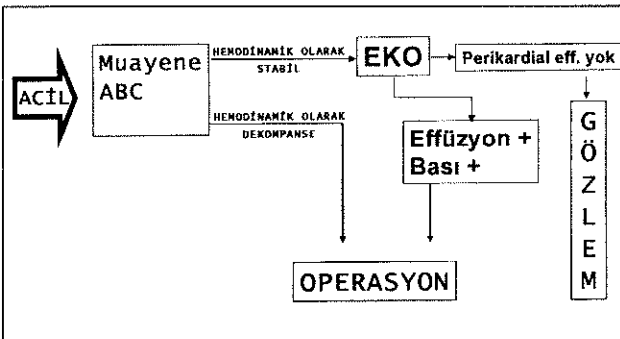 ACİL
Muayene
ABC
HEMODİNAMİK OLARAK
STABİL
HEMODİNAMİK OLARAK
DEKOMPANSE
EKO
Perikardial eff. yok
Effüzyon +
Bası +
OPERASYON
G
Ö
Z
L
E
M